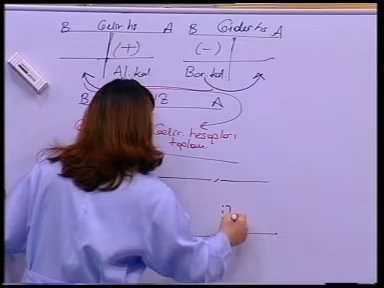 B Gelir hs A B Gider hs A
(+) (-)
Al. kal. Bor. kal.
B A
Gelir. hesapları
toplamı